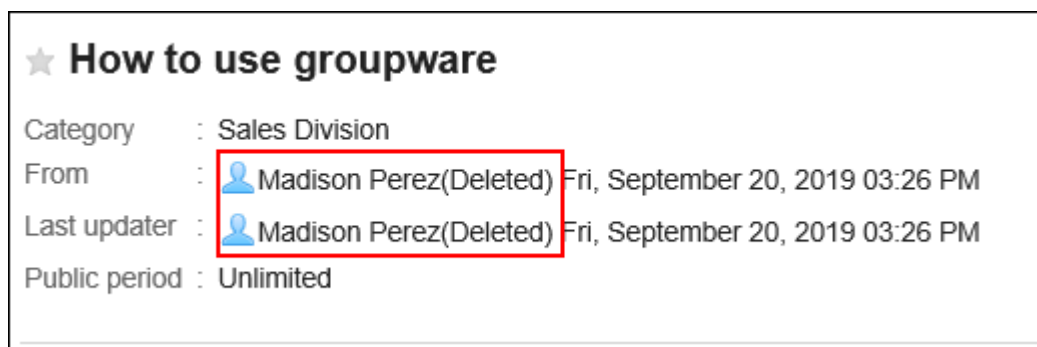 How to use groupware
Category : Sales Division
From : Madison Perez(Deleted) Fri, September 20, 2019 03:26 PM
Last updater : Madison Perez(Deleted) Fri, September 20, 2019 03:26 PM
Public period : Unlimited